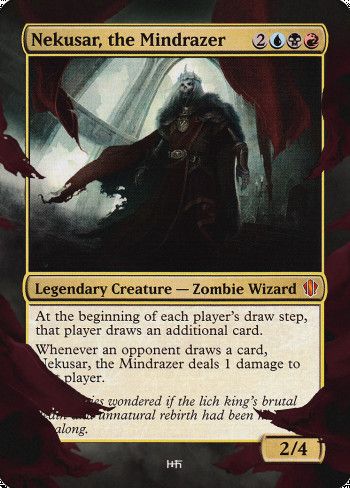 Nekusar, the Mindrazer 2
Legendary Creature — Zombie Wizard
At the beginning of each player's draw step,
that player draws an additional card.
Whenever an opponent draws a card,
Nekusar, the Mindrazer deals 1 damage to
player.
wondered if the lich king's brutal
unnatural rebirth had been
along.
2/4